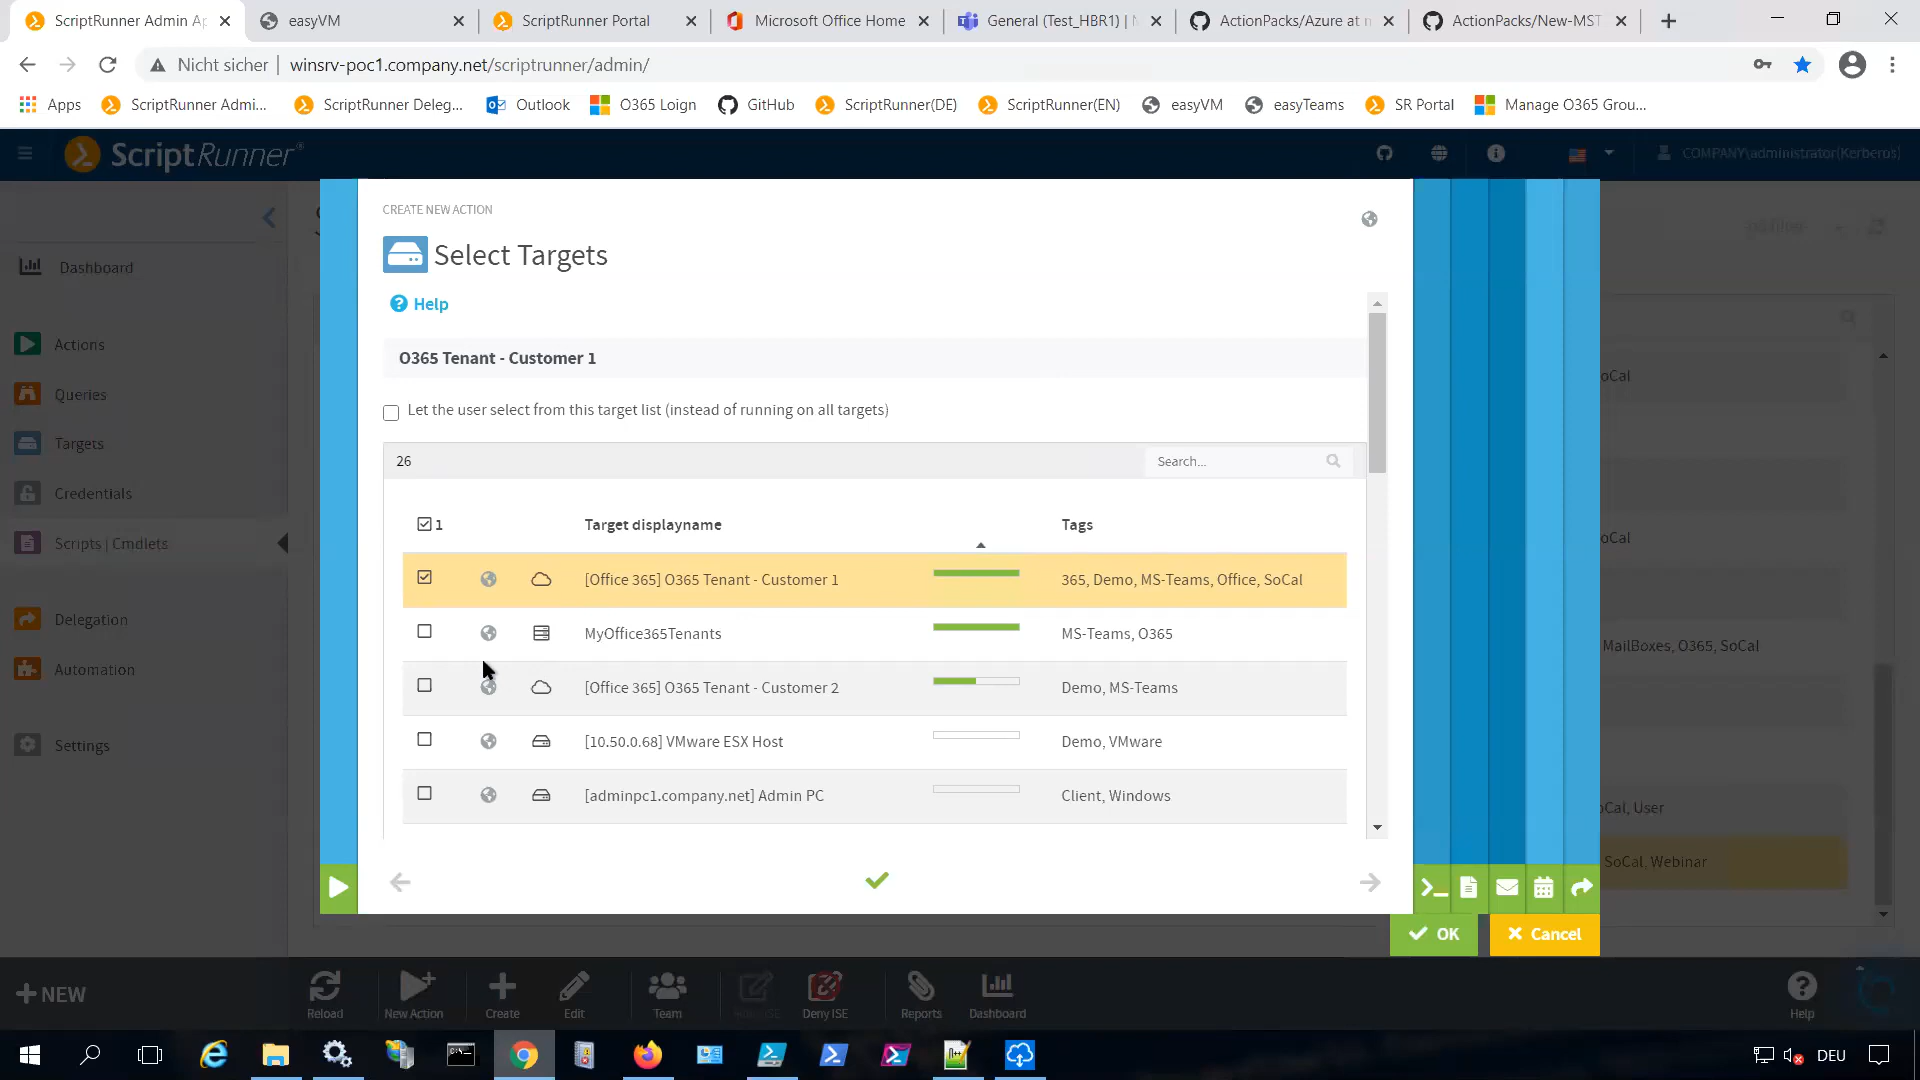 ScriptRunner Admin Ap
easyVM
ScriptRunner Portal
Microsoft Office Home
General (Test_HBR1) | M
ActionPacks/Azure at m
ActionPacks/New-MST
Nicht sicher
winsrv-poc1.company.net/scriptrunner/admin/
Apps
ScriptRunner Admi...
ScriptRunner Deleg...
Outlook
O365 Loign
GitHub
ScriptRunner(DE)
ScriptRunner(EN)
easyVM
easyTeams
SR Portal
Manage O365 Grou...
ScriptRunner®
COMPANY\administrator(Kerberos)
Dashboard
Actions
Queries
Targets
Credentials
Scripts | Cmdlets
Delegation
Automation
Settings
CREATE NEW ACTION
Select Targets
Help
O365 Tenant - Customer 1
Let the user select from this target list (instead of running on all targets)
26
Search...
1
Target displayname
Tags
[Office 365] O365 Tenant - Customer 1
365, Demo, MS-Teams, Office, SoCal
MyOffice365Tenants
MS-Teams, O365
[Office 365] O365 Tenant - Customer 2
Demo, MS-Teams
[10.50.0.68] VMware ESX Host
Demo, VMware
[adminpc1.company.net] Admin PC
Client, Windows
oCal
oCal
MailBoxes, O365, SoCal
oCal, User
SoCal, Webinar
OK
Cancel
NEW
Reload
New Action
Create
Edit
Team
Deny ISE
Reports
Dashboard
Help
DEU